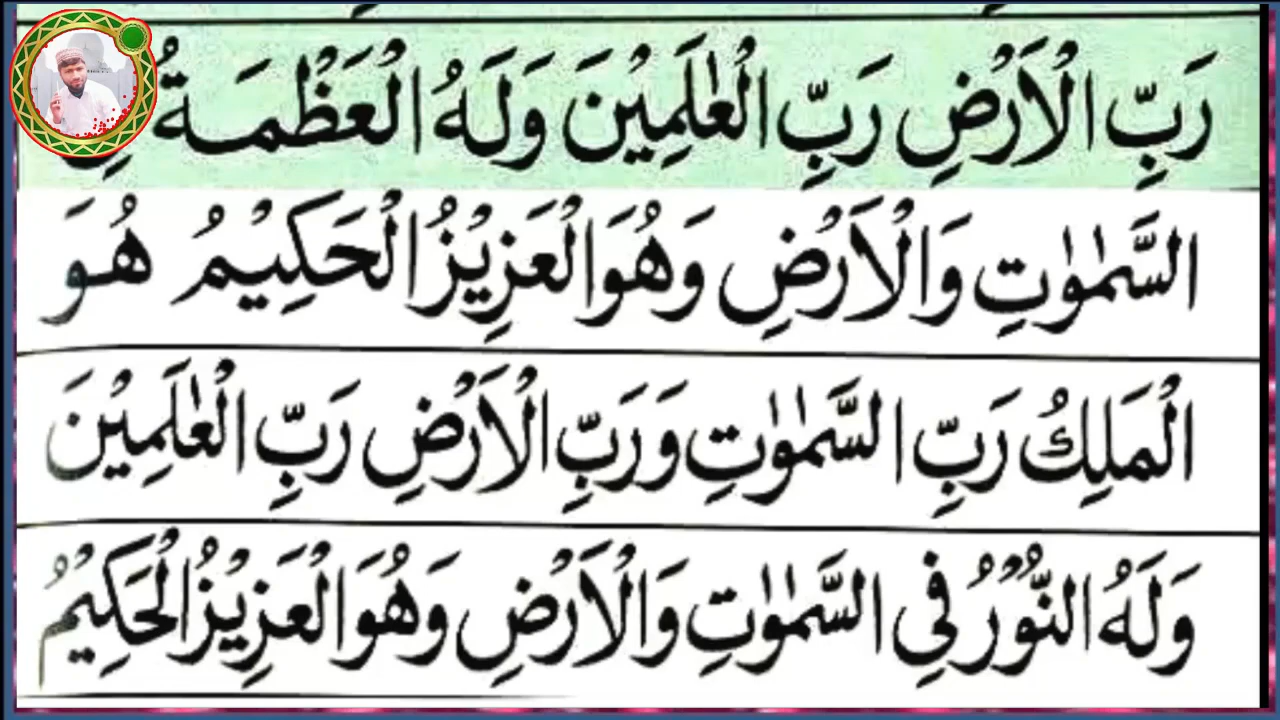 رَبِّ الْاَرْضِ رَبِّ الْعٰلَمِيْنَ وَلَهُ الْعَظْمَةُ
السَّمٰوٰتِ وَالْاَرْضِ وَهُوَ الْعَزِيْزُ الْحَكِيْمُ هُوَ
الْمَلِكُ رَبِّ السَّمٰوٰتِ وَرَبِّ الْاَرْضِ رَبِّ الْعٰلَمِيْنَ
وَلَهُ النُّوْرُ فِي السَّمٰوٰتِ وَالْاَرْضِ وَهُوَ الْعَزِيْزُ الْحَكِيْمُ